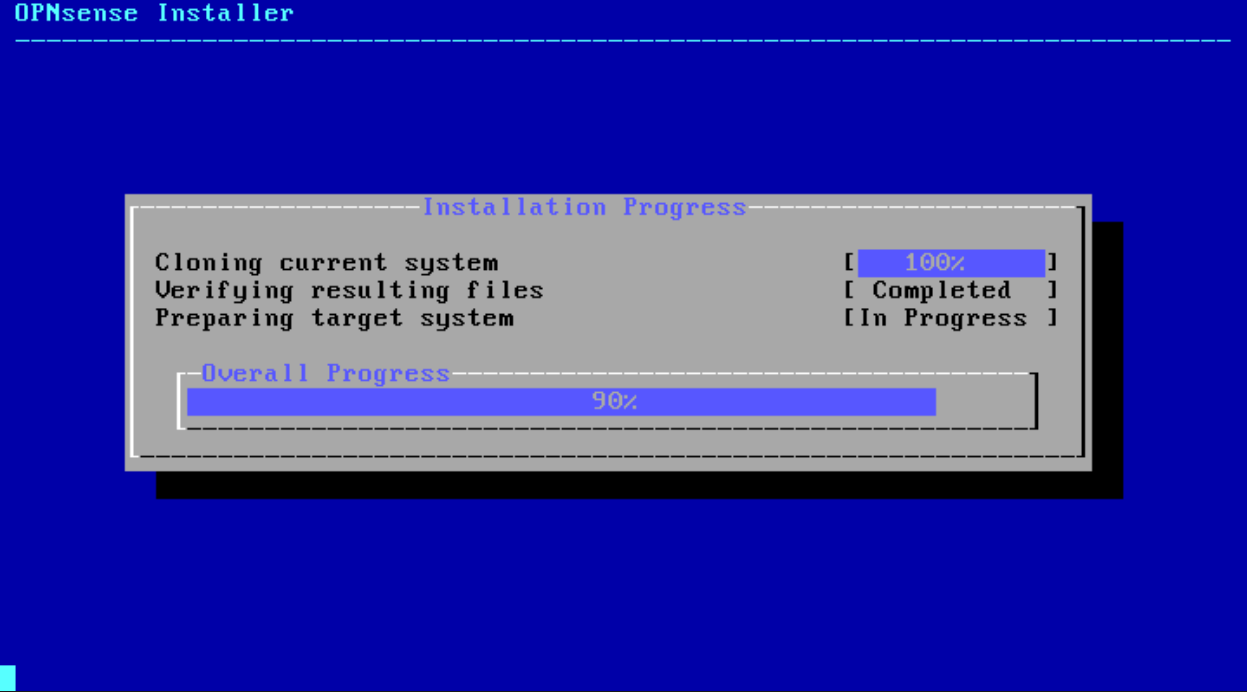 OPNsense Installer
Installation Progress
Cloning current system [ 100% ]
Verifying resulting files [ Completed ]
Preparing target system [In Progress ]
Overall Progress
90%